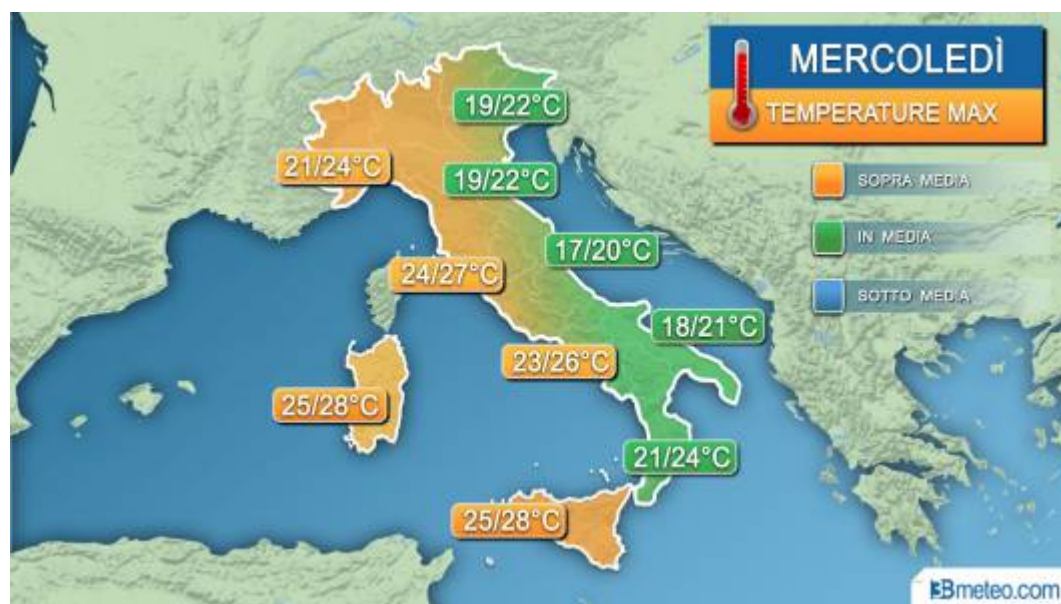 MERCOLEDÌ
TEMPERATURE MAX
SOPRA MEDIA
IN MEDIA
SOTTO MEDIA
19/22°C
21/24°C
19/22°C
17/20°C
24/27°C
18/21°C
23/26°C
25/28°C
21/24°C
25/28°C
3Bmeteo.com